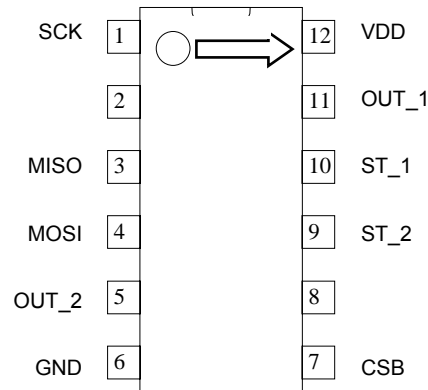 SCK 1 12 VDD
2 11 OUT_1
MISO 3 10 ST_1
MOSI 4 9 ST_2
OUT_2 5 8
GND 6 7 CSB